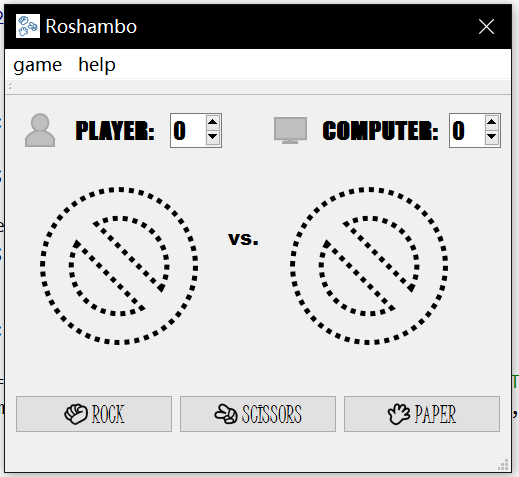 Roshambo
game help
PLAYER: 0 COMPUTER: 0
vs.
ROCK SCISSORS PAPER